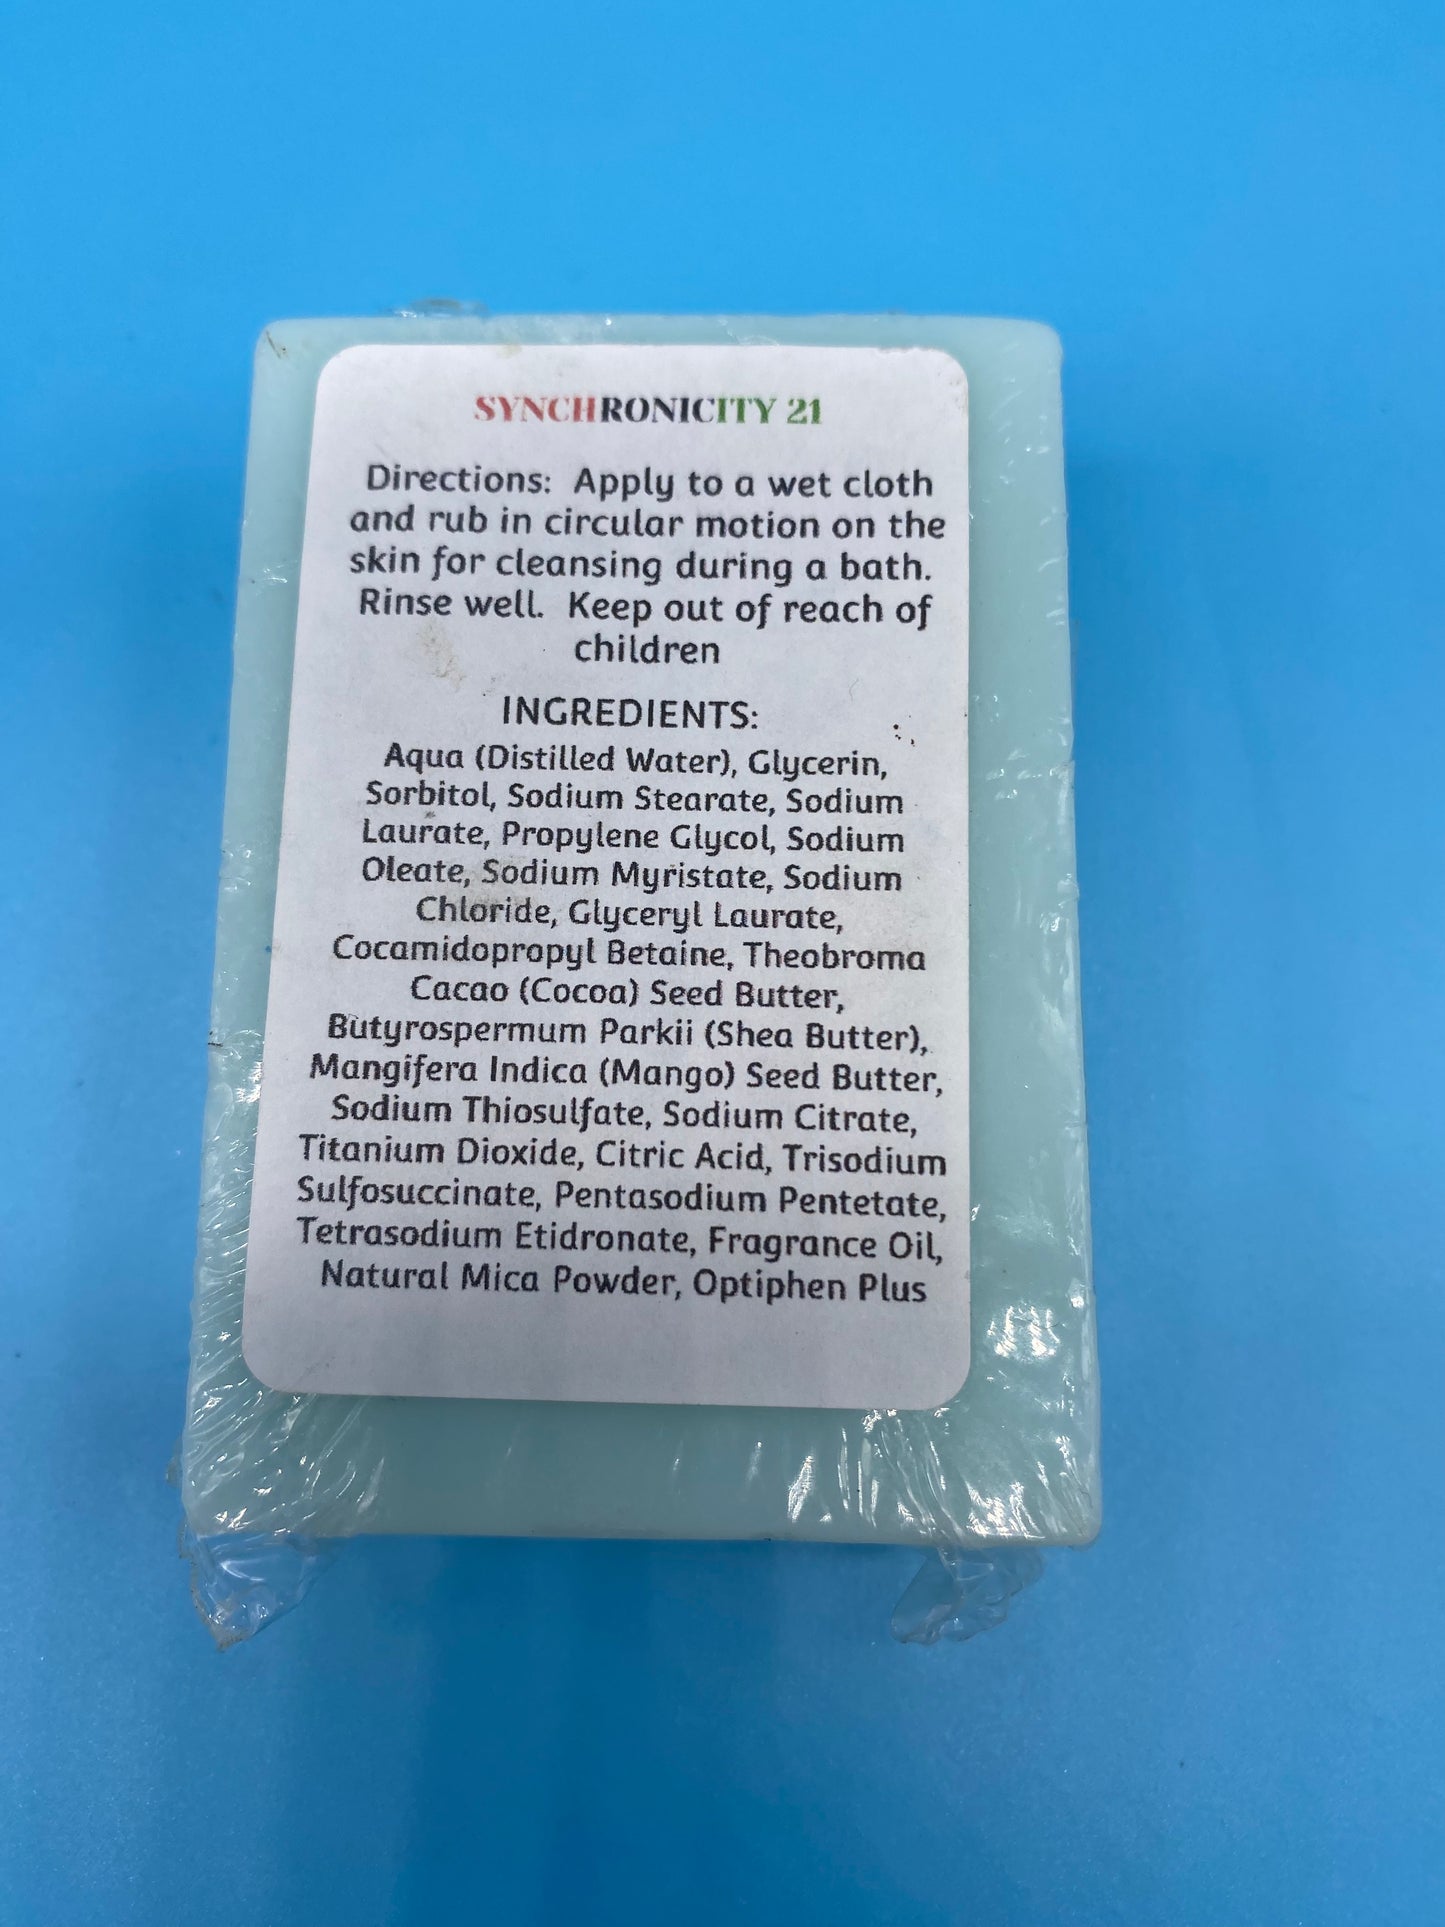 SYNCHRONICITY 21
Directions: Apply to a wet cloth
and rub in circular motion on the
skin for cleansing during a bath.
Rinse well. Keep out of reach of
children
INGREDIENTS:
Aqua (Distilled Water), Glycerin,
Sorbitol, Sodium Stearate, Sodium
Laurate, Propylene Glycol, Sodium
Oleate, Sodium Myristate, Sodium
Chloride, Glyceryl Laurate,
Cocamidopropyl Betaine, Theobroma
Cacao (Cocoa) Seed Butter,
Butyrospermum Parkii (Shea Butter),
Mangifera Indica (Mango) Seed Butter,
Sodium Thiosulfate, Sodium Citrate,
Titanium Dioxide, Citric Acid, Trisodium
Sulfosuccinate, Pentasodium Pentetate,
Tetrasodium Etidronate, Fragrance Oil,
Natural Mica Powder, Optiphen Plus